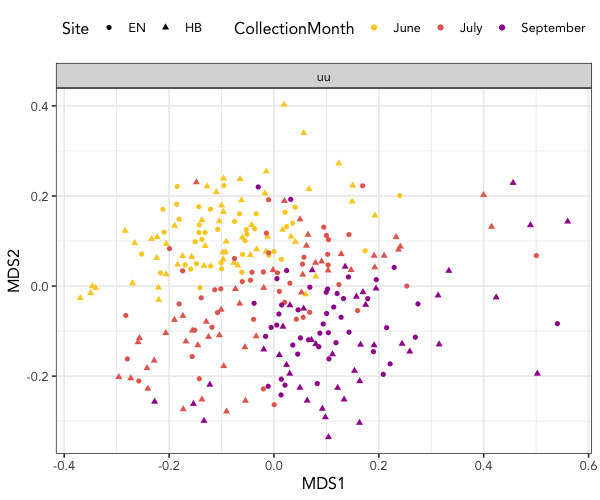 Site EN HB CollectionMonth June July September
uu
MDS2
0.4
0.2
0.0
-0.2
-0.4 -0.2 0.0 0.2 0.4 0.6
MDS1